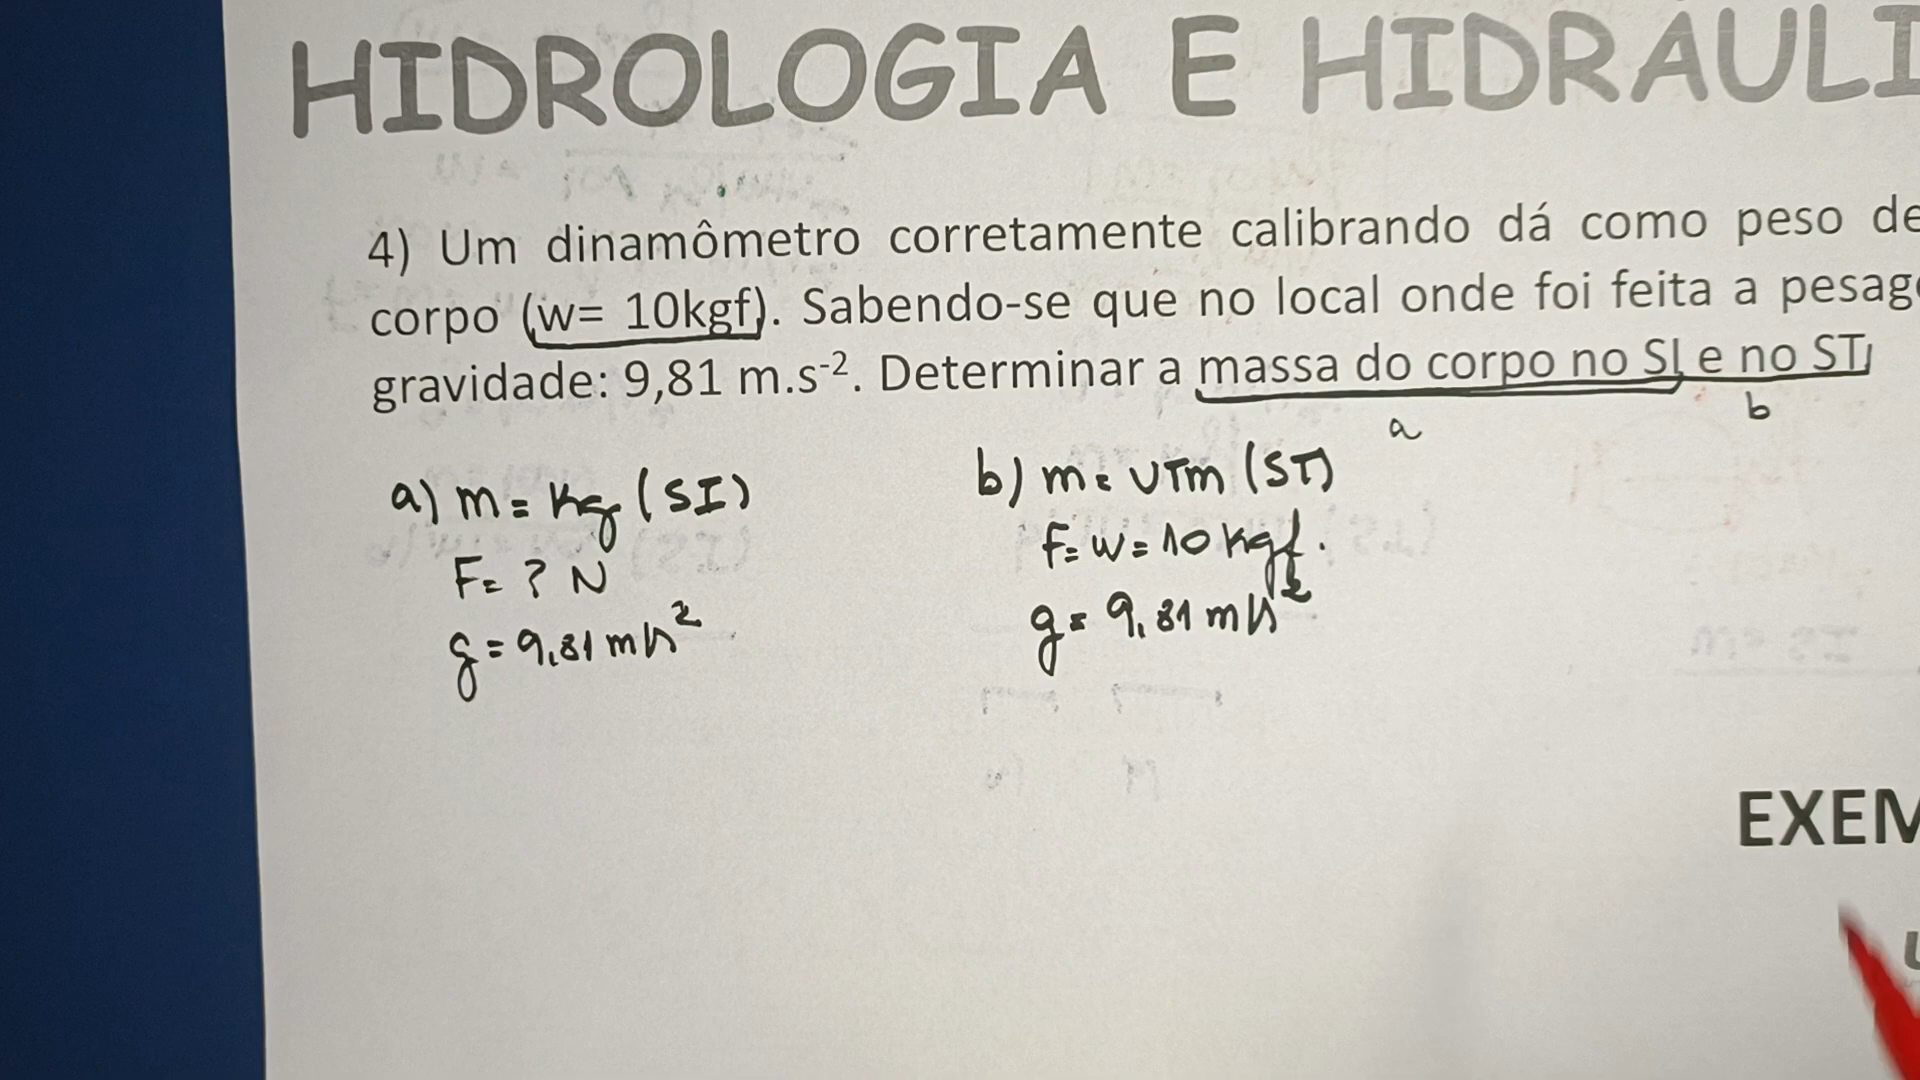 HIDROLOGIA E HIDRÁULI
4) Um dinamômetro corretamente calibrando dá como peso de
corpo (w= 10kgf). Sabendo-se que no local onde foi feita a pesag
gravidade: 9,81 m.s⁻². Determinar a massa do corpo no SI e no ST,
a
b
a) m = kg (SI)
F = ? N
g = 9,81 m/s²
b) m = UTM (ST)
F = W = 10 kgf.
g = 9,81 m/s²
EXEM